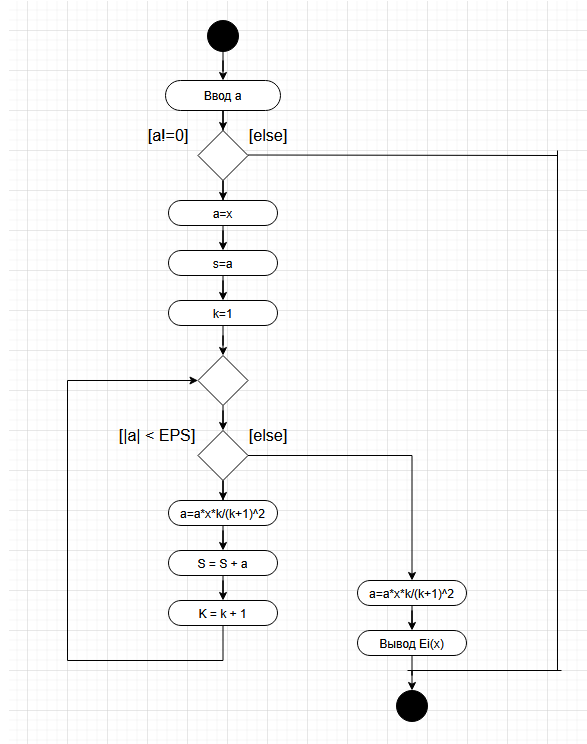 Ввод a
[a!=0]
[else]
a=x
s=a
k=1
[|a| < EPS]
[else]
a=a*x*k/(k+1)^2
S = S + a
K = k + 1
a=a*x*k/(k+1)^2
Вывод Ei(x)